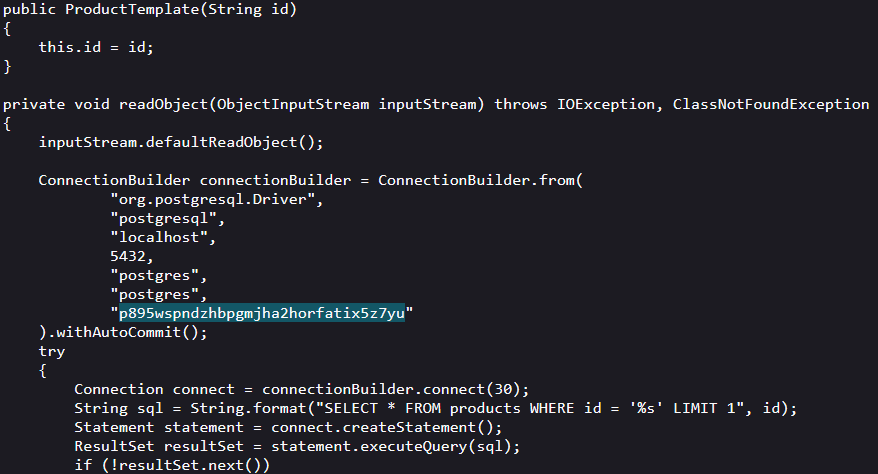 public ProductTemplate(String id)
{
    this.id = id;
}

private void readObject(ObjectInputStream inputStream) throws IOException, ClassNotFoundException
{
    inputStream.defaultReadObject();

    ConnectionBuilder connectionBuilder = ConnectionBuilder.from(
            "org.postgresql.Driver",
            "postgresql",
            "localhost",
            5432,
            "postgres",
            "postgres",
            "p895wspndzhbpgmjha2horfatix5z7yu"
    ).withAutoCommit();
    try
    {
        Connection connect = connectionBuilder.connect(30);
        String sql = String.format("SELECT * FROM products WHERE id = '%s' LIMIT 1", id);
        Statement statement = connect.createStatement();
        ResultSet resultSet = statement.executeQuery(sql);
        if (!resultSet.next())